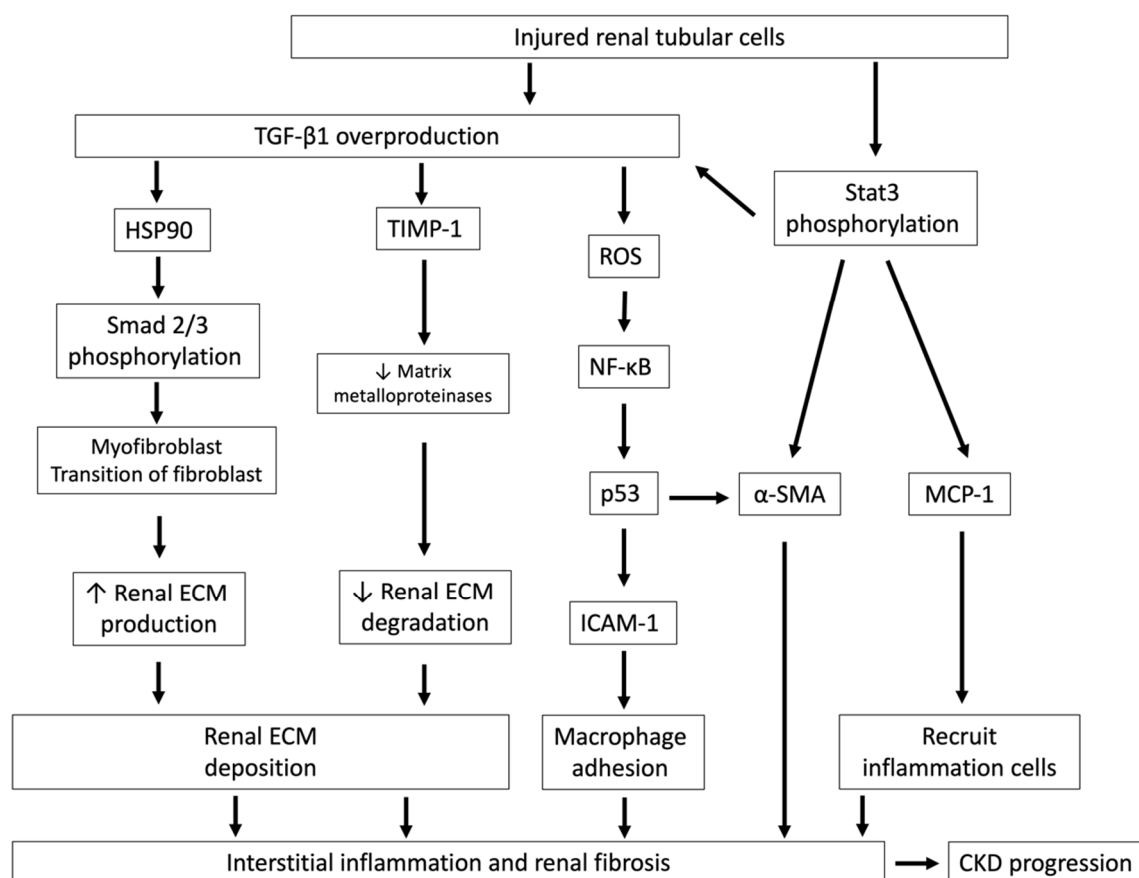 Injured renal tubular cells
TGF-β1 overproduction
Stat3
phosphorylation
HSP90
TIMP-1
ROS
Smad 2/3
phosphorylation
↓ Matrix
metalloproteinases
NF-κB
Myofibroblast
Transition of fibroblast
p53
α-SMA
MCP-1
↑ Renal ECM
production
↓ Renal ECM
degradation
ICAM-1
Renal ECM
deposition
Macrophage
adhesion
Recruit
inflammation cells
Interstitial inflammation and renal fibrosis
CKD progression